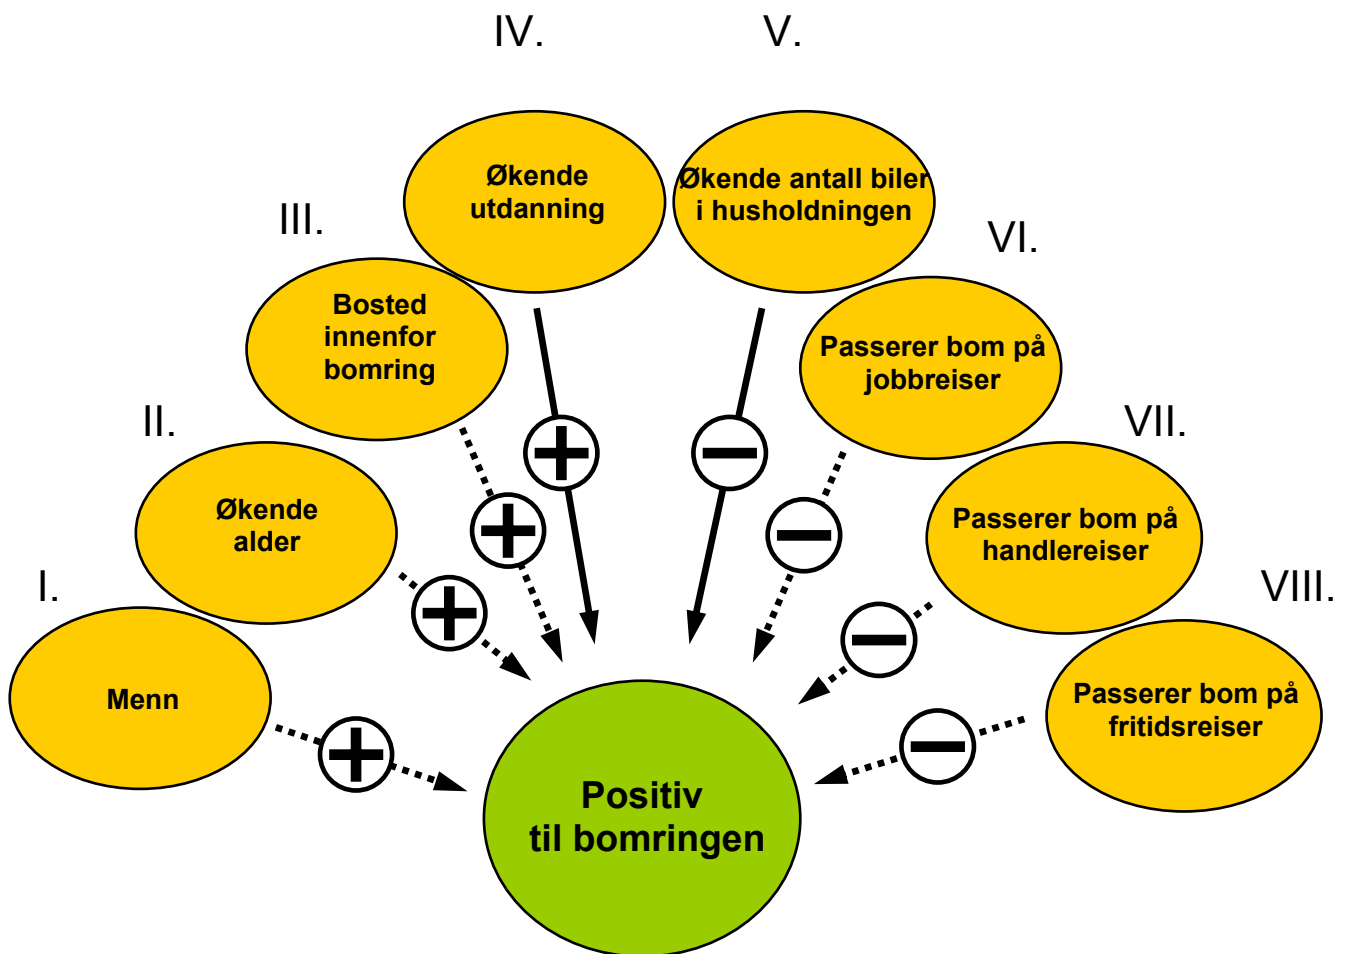 IV.
V.
Økende
utdanning
Økende antall biler
i husholdningen
III.
VI.
Bosted
innenfor
bomring
Passerer bom på
jobbreiser
II.
VII.
Økende
alder
Passerer bom på
handlereiser
I.
VIII.
Menn
Passerer bom på
fritidsreiser
Positiv
til bomringen